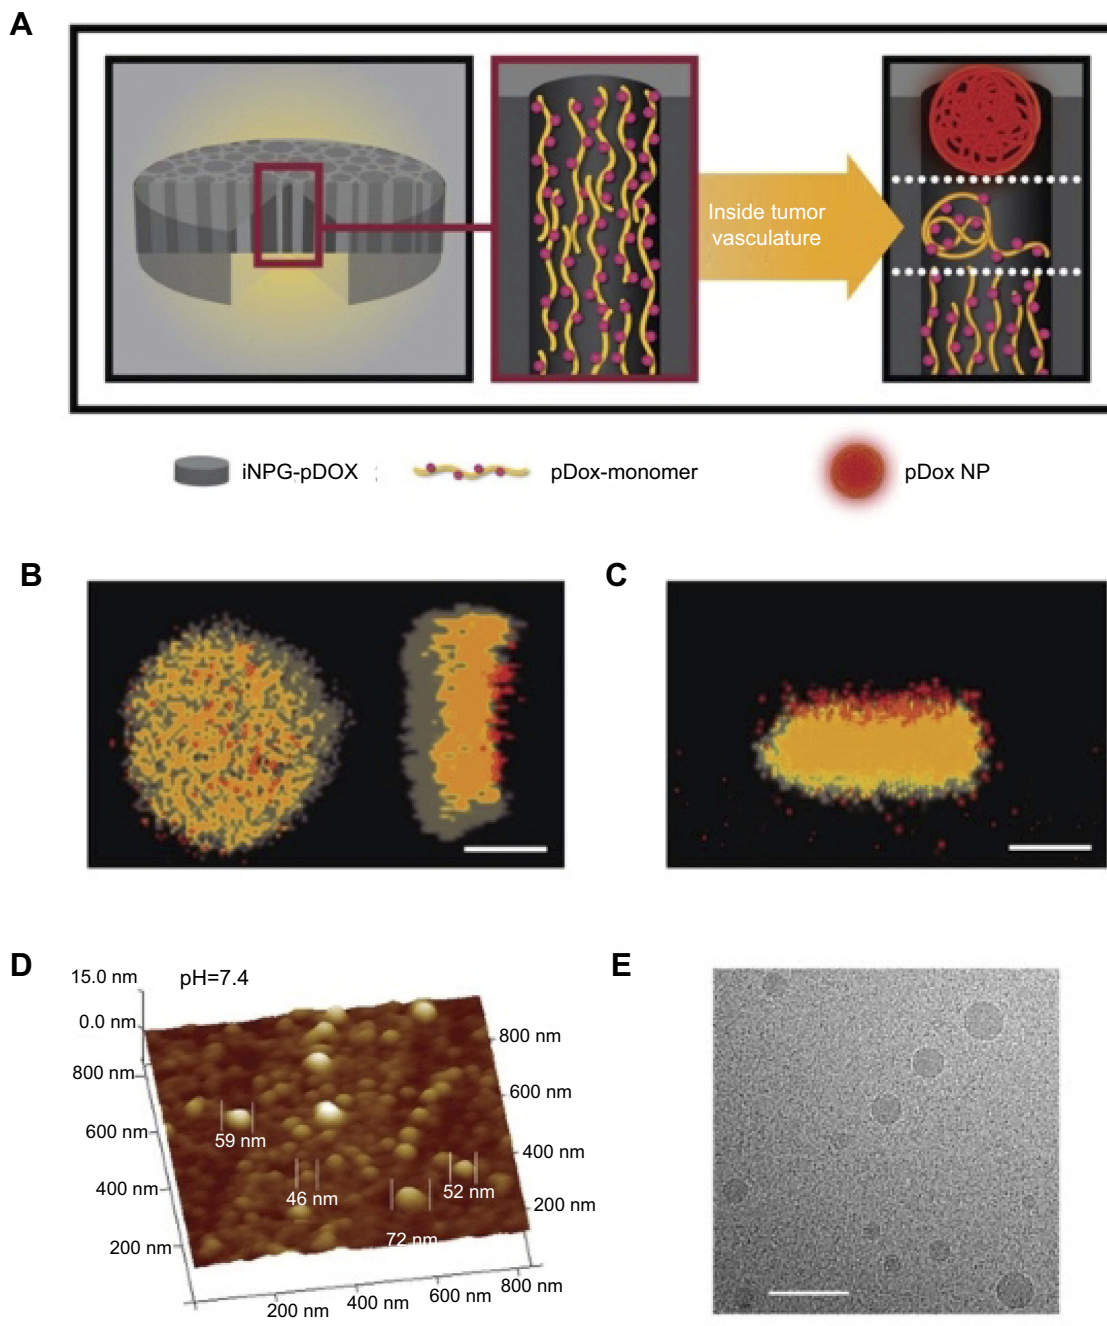 A
Inside tumor
vasculature
iNPG-pDOX
pDox-monomer
pDox NP
B
C
D
pH=7.4
15.0 nm
0.0 nm
800 nm
600 nm
400 nm
200 nm
59 nm
46 nm
72 nm
52 nm
800 nm
600 nm
400 nm
200 nm
200 nm
400 nm
600 nm
800 nm
E